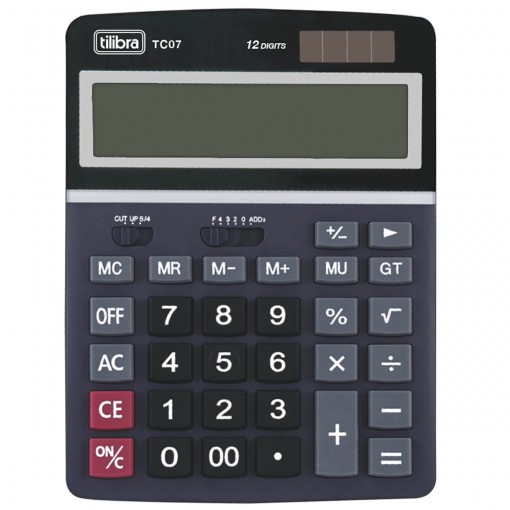 tilibra TC07 12 DIGITS
CUT UP 5/4 F 4 3 2 0 ADD₂
+/− ►
MC MR M− M+ MU GT
OFF 7 8 9 % √
AC 4 5 6 × ÷
CE 1 2 3 −
ON/C 0 00 • + =